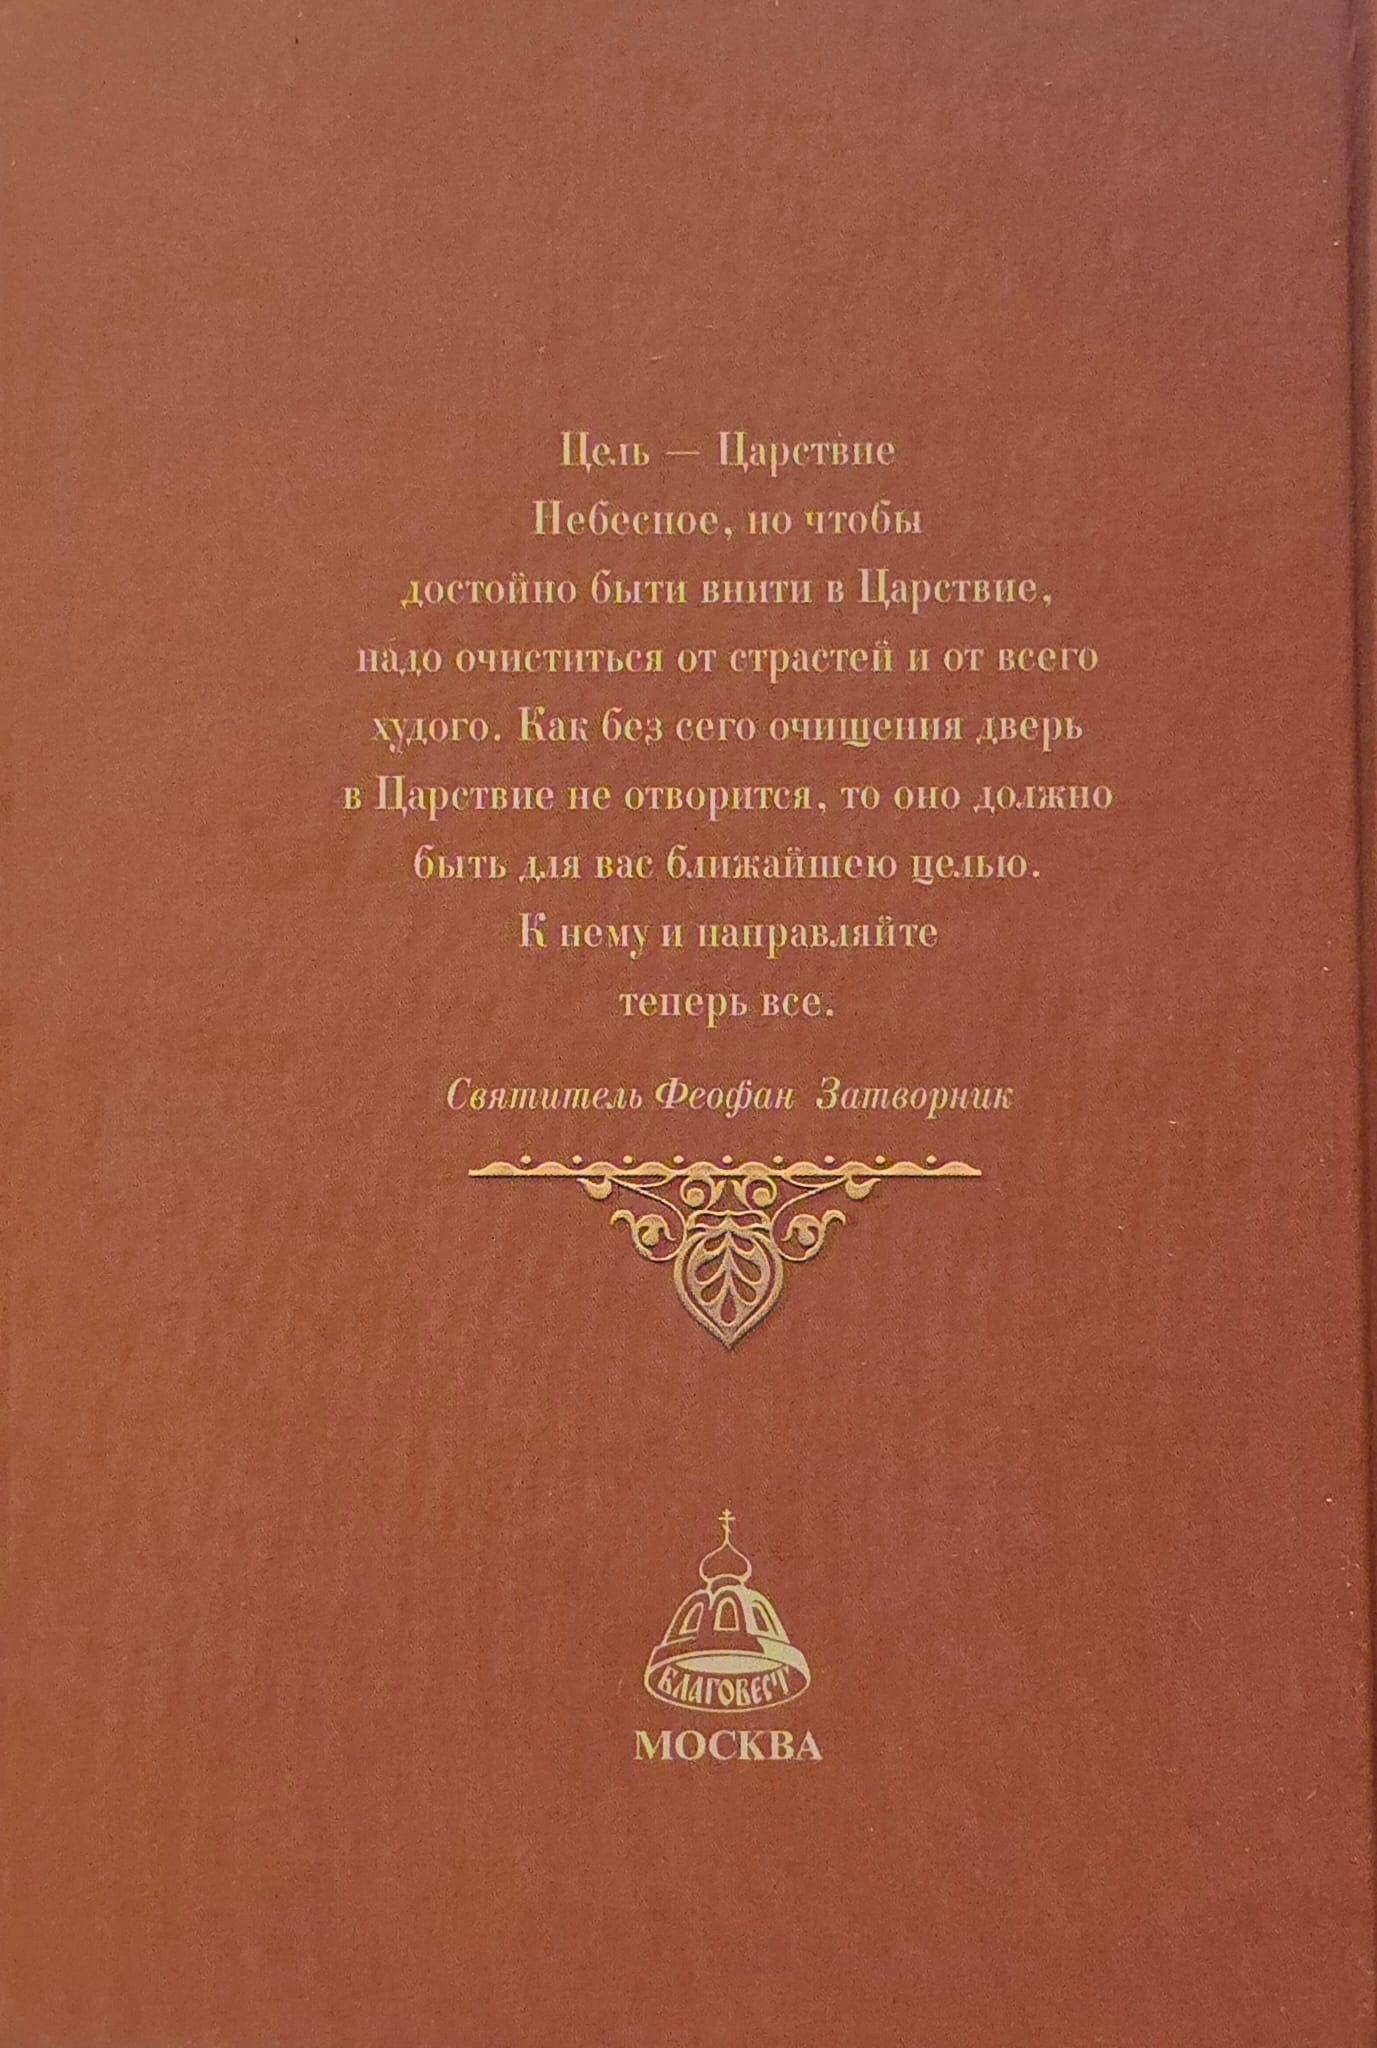 Цель — Царствие
Небесное, но чтобы
достойно быти внити в Царствие,
надо очиститься от страстей и от всего
худого. Как без сего очищения дверь
в Царствие не отворится, то оно должно
быть для вас ближайшею целью.
К нему и направляйте
теперь все.
Святитель Феофан Затворник
БЛАГОВЕСТ
МОСКВА